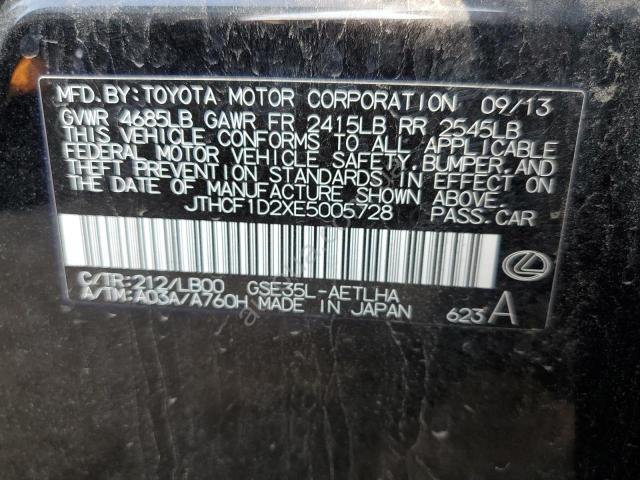 MFD.BY:TOYOTA MOTOR CORPORATION 09/13
GVWR 4685LB GAWR FR 2415LB RR 2545LB
THIS VEHICLE CONFORMS TO ALL APPLICABLE
FEDERAL MOTOR VEHICLE SAFETY,BUMPER,AND
THEFT PREVENTION STANDARDS IN EFFECT ON
THE DATE OF MANUFACTURE SHOWN ABOVE.
JTHCF1D2XE5005728 PASS.CAR
C/TR:212/LB00 GSE35L-AETLHA
A/TM:A03A/A760H MADE IN JAPAN 623 A